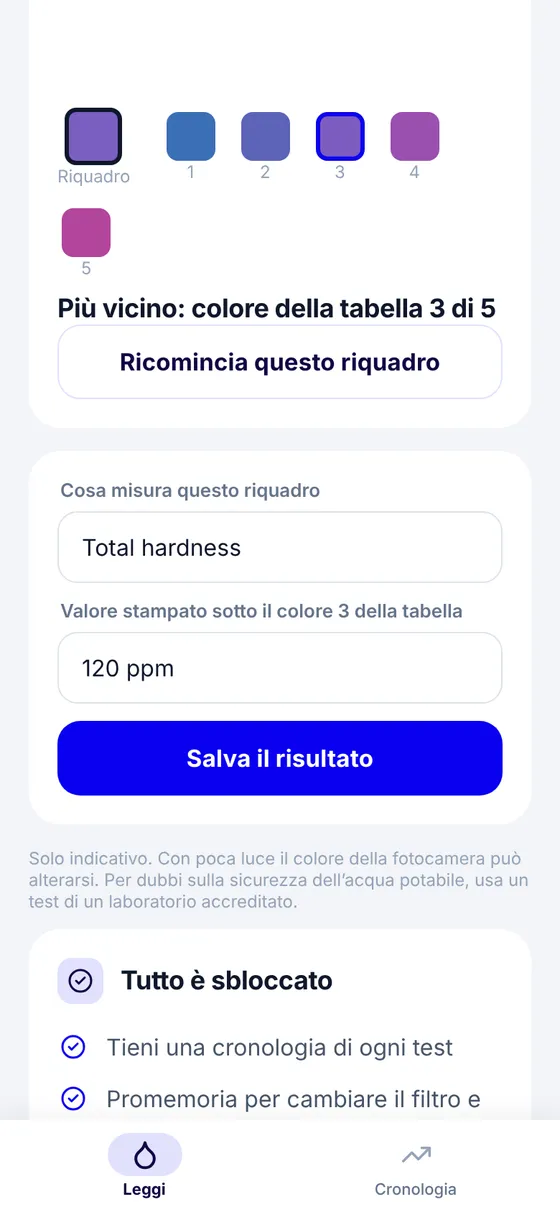 Riquadro
1
2
3
4
5
Più vicino: colore della tabella 3 di 5
Ricomincia questo riquadro
Cosa misura questo riquadro
Total hardness
Valore stampato sotto il colore 3 della tabella
120 ppm
Salva il risultato
Solo indicativo. Con poca luce il colore della fotocamera può
alterarsi. Per dubbi sulla sicurezza dell’acqua potabile, usa un
test di un laboratorio accreditato.
Tutto è sbloccato
Tieni una cronologia di ogni test
Promemoria per cambiare il filtro e
Leggi
Cronologia